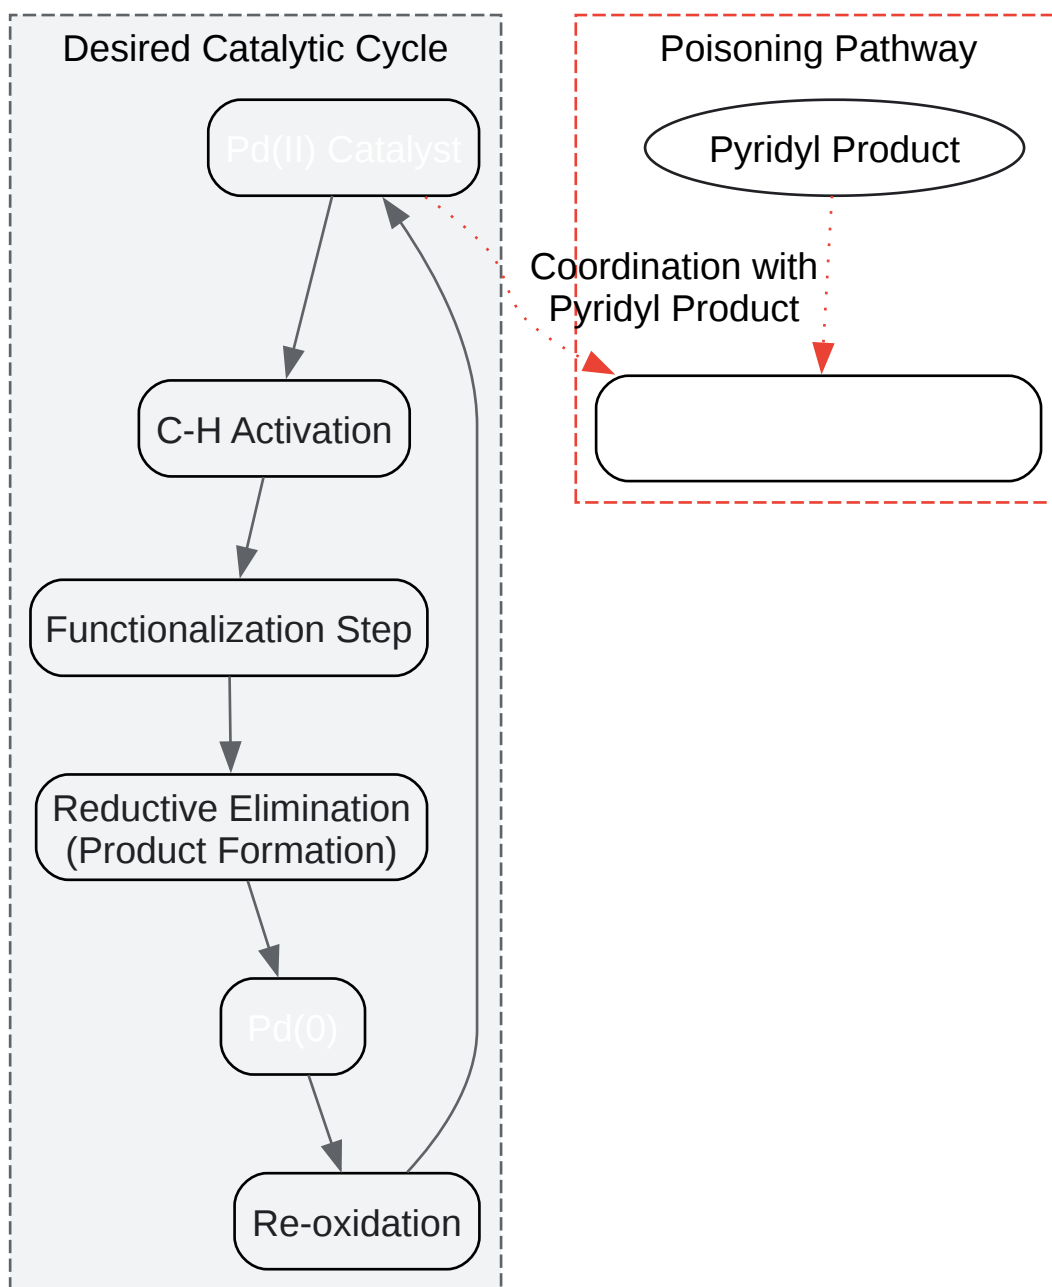 Desired Catalytic Cycle
Poisoning Pathway
Pd(II) Catalyst
Pyridyl Product
Coordination with
Pyridyl Product
C-H Activation
Functionalization Step
Reductive Elimination
(Product Formation)
Pd(0)
Re-oxidation